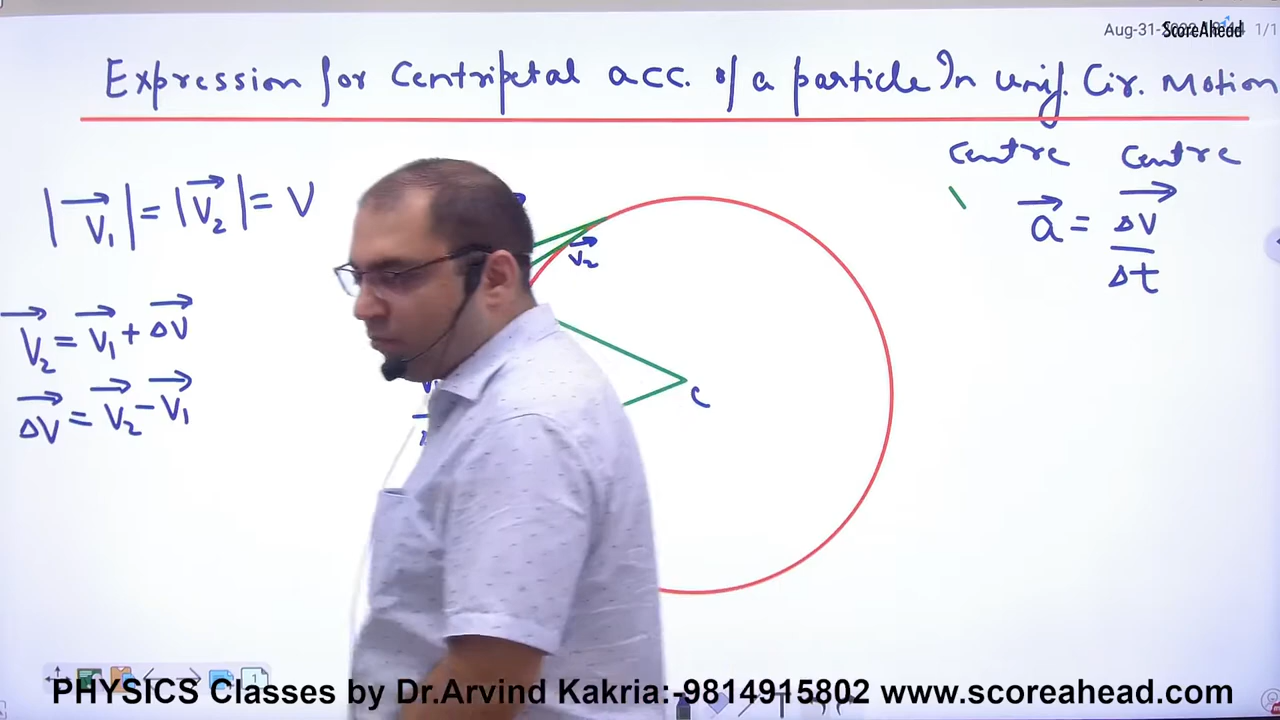 Aug-31-2022 ScoreAhead 1/1
Expression for Centripetal acc. of a particle In Unif. Cir. Motion
Centre Centre
|V₁| = |V₂| = V
a = ΔV
Δt
V₂
V₂ = V₁ + ΔV
ΔV = V₂ - V₁
C
1
PHYSICS Classes by Dr.Arvind Kakria:-9814915802 www.scoreahead.com